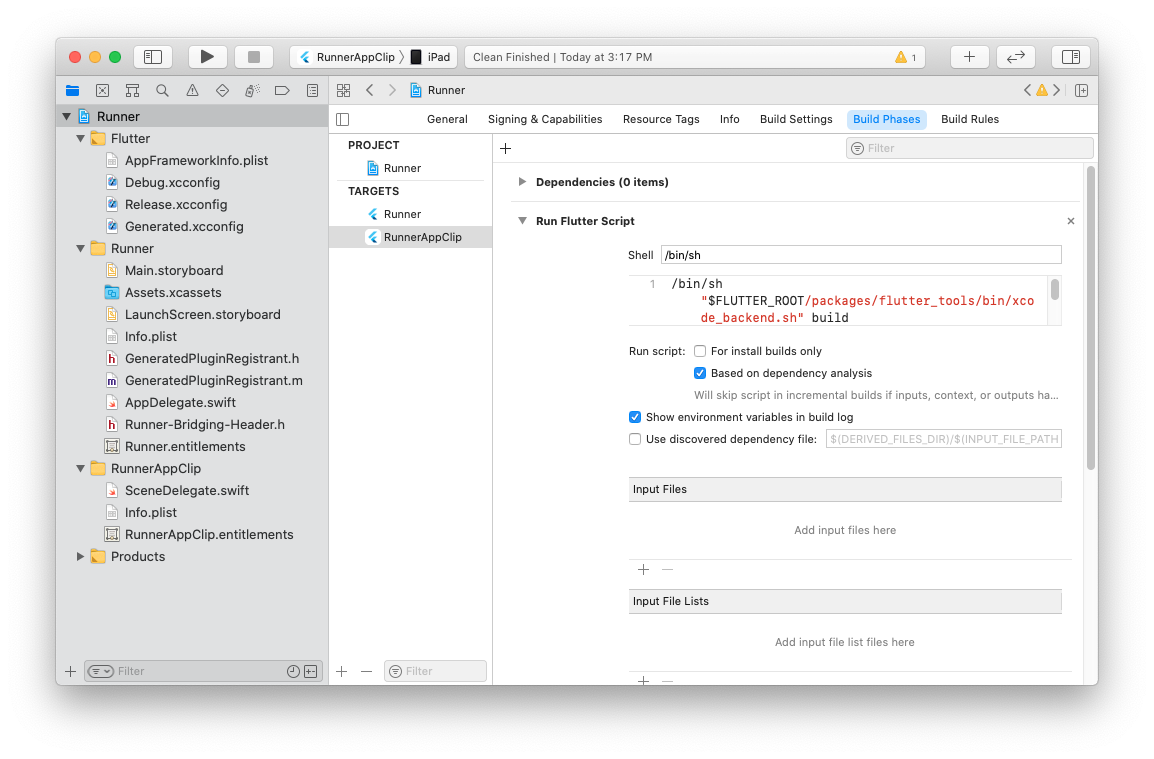 RunnerAppClip 〉 iPad
Clean Finished | Today at 3:17 PM
1
Runner
Runner
Flutter
AppFrameworkInfo.plist
Debug.xcconfig
Release.xcconfig
Generated.xcconfig
Runner
Main.storyboard
Assets.xcassets
LaunchScreen.storyboard
Info.plist
GeneratedPluginRegistrant.h
GeneratedPluginRegistrant.m
AppDelegate.swift
Runner-Bridging-Header.h
Runner.entitlements
RunnerAppClip
SceneDelegate.swift
Info.plist
RunnerAppClip.entitlements
Products
Filter
General Signing & Capabilities Resource Tags Info Build Settings Build Phases Build Rules
PROJECT
Runner
TARGETS
Runner
RunnerAppClip
Filter
Filter
Dependencies (0 items)
Run Flutter Script
Shell /bin/sh
1 /bin/sh
"$FLUTTER_ROOT/packages/flutter_tools/bin/xco
de_backend.sh" build
Run script: For install builds only
Based on dependency analysis
Will skip script in incremental builds if inputs, context, or outputs ha...
Show environment variables in build log
Use discovered dependency file: $(DERIVED_FILES_DIR)/$(INPUT_FILE_PATH
Input Files
Add input files here
Input File Lists
Add input file list files here